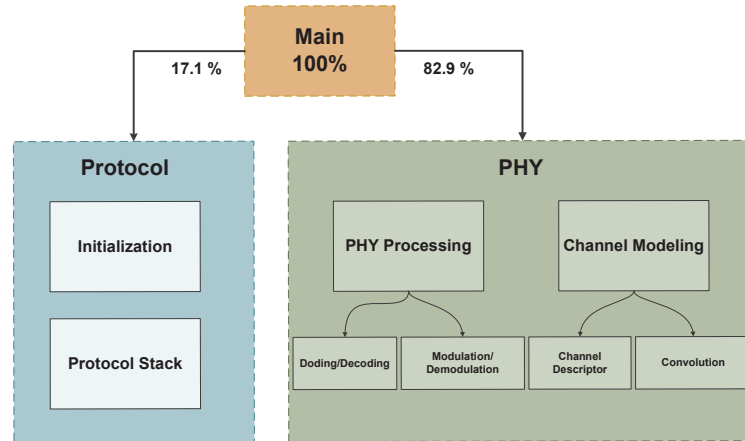 Main
100%
17.1 %
82.9 %
Protocol
Initialization
Protocol Stack
PHY
PHY Processing
Channel Modeling
Doding/Decoding
Modulation/
Demodulation
Channel
Descriptor
Convolution